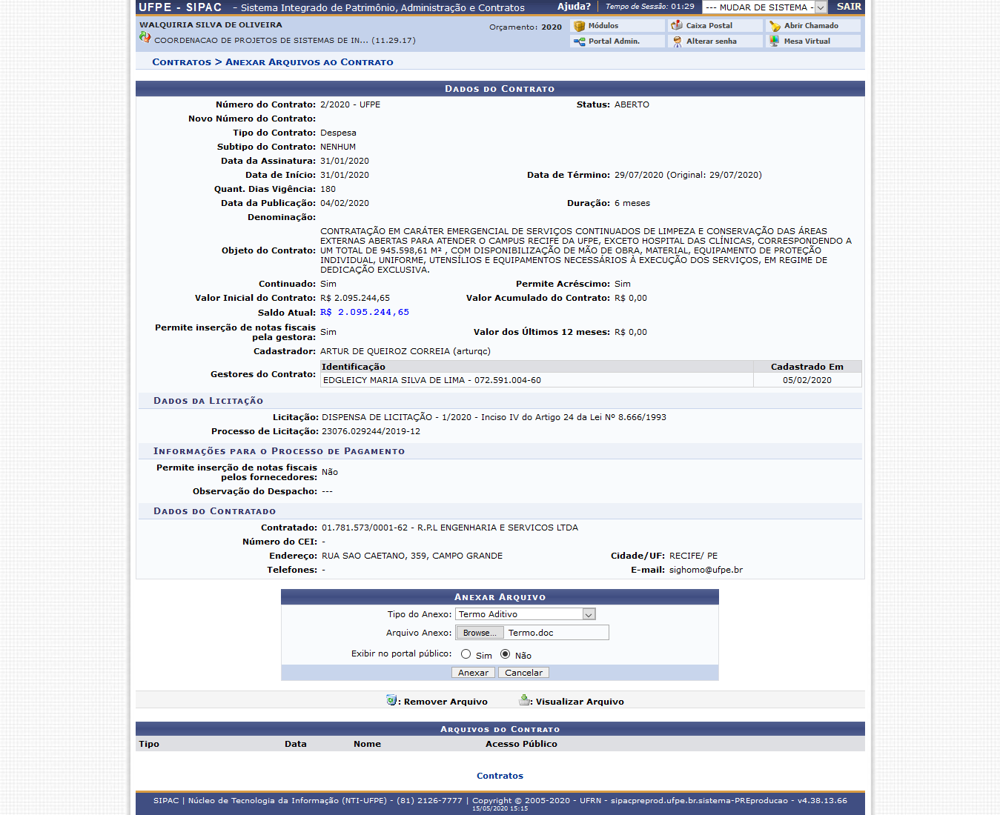 UFPE - SIPAC - Sistema Integrado de Patrimônio, Administração e Contratos Ajuda? Tempo de Sessão: 01:29 --- MUDAR DE SISTEMA - SAIR
WALQUIRIA SILVA DE OLIVEIRA Orçamento: 2020 Módulos Caixa Postal Abrir Chamado
COORDENACAO DE PROJETOS DE SISTEMAS DE IN... (11.29.17) Portal Admin. Alterar senha Mesa Virtual
Contratos > Anexar Arquivos ao Contrato
Dados do Contrato
Número do Contrato: 2/2020 - UFPE Status: ABERTO
Novo Número do Contrato:
Tipo do Contrato: Despesa
Subtipo do Contrato: NENHUM
Data da Assinatura: 31/01/2020
Data de Início: 31/01/2020 Data de Término: 29/07/2020 (Original: 29/07/2020)
Quant. Dias Vigência: 180
Data da Publicação: 04/02/2020 Duração: 6 meses
Denominação:
Objeto do Contrato: CONTRATAÇÃO EM CARÁTER EMERGENCIAL DE SERVIÇOS CONTINUADOS DE LIMPEZA E CONSERVAÇÃO DAS ÁREAS
EXTERNAS ABERTAS PARA ATENDER O CAMPUS RECIFE DA UFPE, EXCETO HOSPITAL DAS CLÍNICAS, CORRESPONDENDO A
UM TOTAL DE 945.598,61 M² , COM DISPONIBILIZAÇÃO DE MÃO DE OBRA, MATERIAL, EQUIPAMENTO DE PROTEÇÃO
INDIVIDUAL, UNIFORME, UTENSÍLIOS E EQUIPAMENTOS NECESSÁRIOS À EXECUÇÃO DOS SERVIÇOS, EM REGIME DE
DEDICAÇÃO EXCLUSIVA.
Continuado: Sim Permite Acréscimo: Sim
Valor Inicial do Contrato: R$ 2.095.244,65 Valor Acumulado do Contrato: R$ 0,00
Saldo Atual: R$ 2.095.244,65
Permite inserção de notas fiscais
pela gestora: Sim Valor dos Últimos 12 meses: R$ 0,00
Cadastrador: ARTUR DE QUEIROZ CORREIA (arturqc)
Gestores do Contrato: Identificação Cadastrado Em
EDGLEICY MARIA SILVA DE LIMA - 072.591.004-60 05/02/2020
Dados da Licitação
Licitação: DISPENSA DE LICITAÇÃO - 1/2020 - Inciso IV do Artigo 24 da Lei Nº 8.666/1993
Processo de Licitação: 23076.029244/2019-12
Informações para o Processo de Pagamento
Permite inserção de notas fiscais
pelos fornecedores: Não
Observação do Despacho: ---
Dados do Contratado
Contratado: 01.781.573/0001-62 - R.P.L ENGENHARIA E SERVICOS LTDA
Número do CEI: -
Endereço: RUA SAO CAETANO, 359, CAMPO GRANDE Cidade/UF: RECIFE/ PE
Telefones: - E-mail: sighomo@ufpe.br
Anexar Arquivo
Tipo do Anexo: Termo Aditivo
Arquivo Anexo: Browse... Termo.doc
Exibir no portal público: Sim Não
Anexar Cancelar
: Remover Arquivo : Visualizar Arquivo
Arquivos do Contrato
Tipo Data Nome Acesso Público
Contratos
SIPAC | Núcleo de Tecnologia da Informação (NTI-UFPE) - (81) 2126-7777 | Copyright © 2005-2020 - UFRN - sipacpreprod.ufpe.br.sistema-PREproducao - v4.38.13.66
15/05/2020 15:15